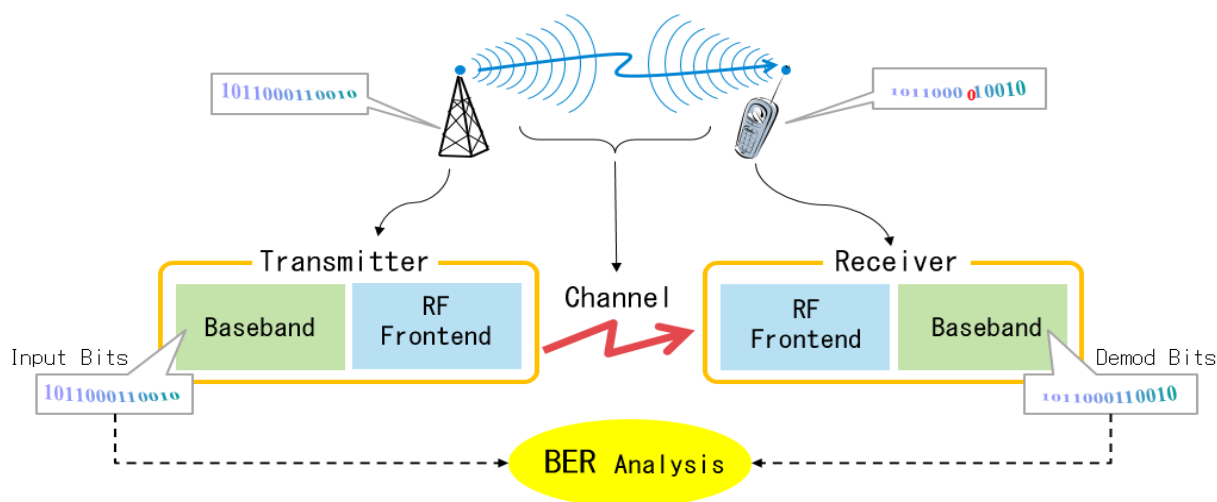 1011000110010
1011000010010
Transmitter
Receiver
Channel
Baseband
RF
Frontend
RF
Frontend
Baseband
Input Bits
Demod Bits
1011000110010
1011000110010
BER Analysis